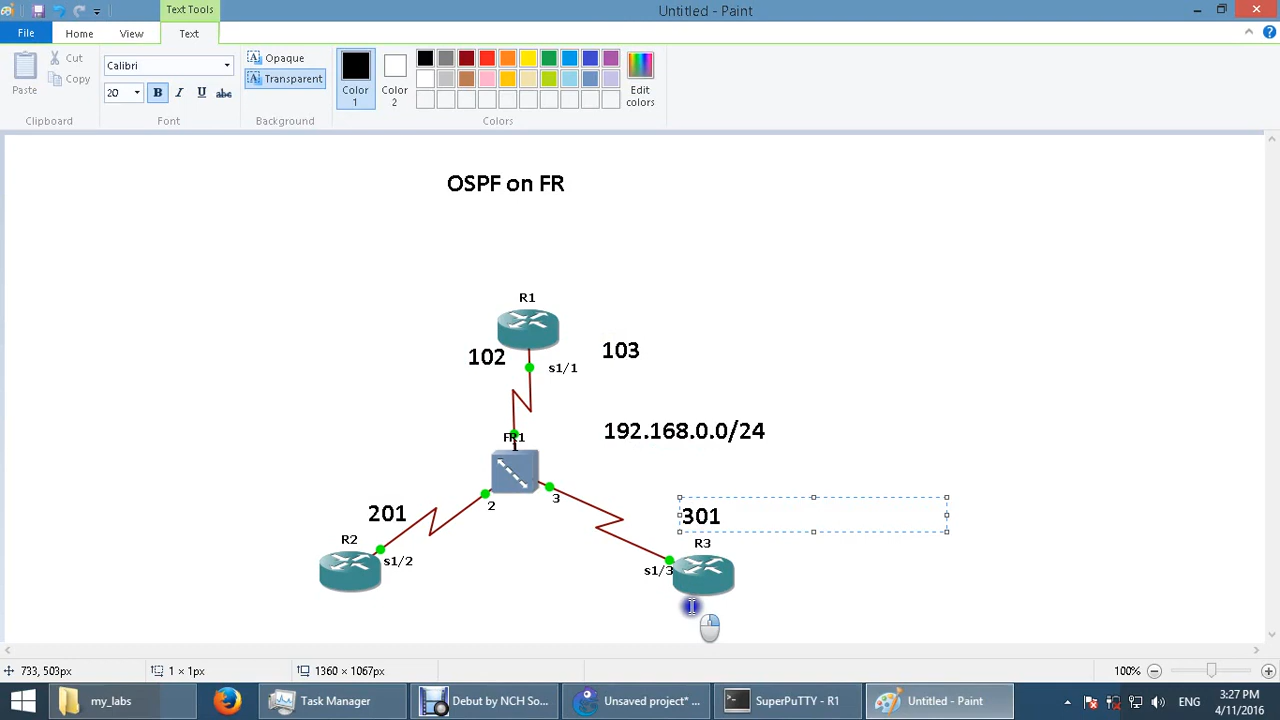 Untitled - Paint
Text Tools
File
Home
View
Text
Paste
Cut
Copy
Clipboard
Calibri
20
B
I
U
abc
Font
Opaque
Transparent
Background
Color 1
Color 2
Edit colors
Colors
OSPF on FR
R1
102
103
s1/1
192.168.0.0/24
FR1
1
2
3
201
301
R2
R3
s1/2
s1/3
733, 503px
1 × 1px
1360 × 1067px
100%
my_labs
Task Manager
Debut by NCH So...
Unsaved project*...
SuperPuTTY - R1
Untitled - Paint
ENG
3:27 PM
4/11/2016